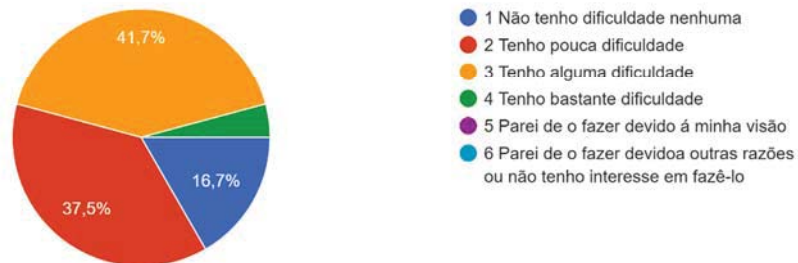 41,7%
16,7%
37,5%
1 Não tenho dificuldade nenhuma
2 Tenho pouca dificuldade
3 Tenho alguma dificuldade
4 Tenho bastante dificuldade
5 Parei de o fazer devido á minha visão
6 Parei de o fazer devidoa outras razões
ou não tenho interesse em fazê-lo